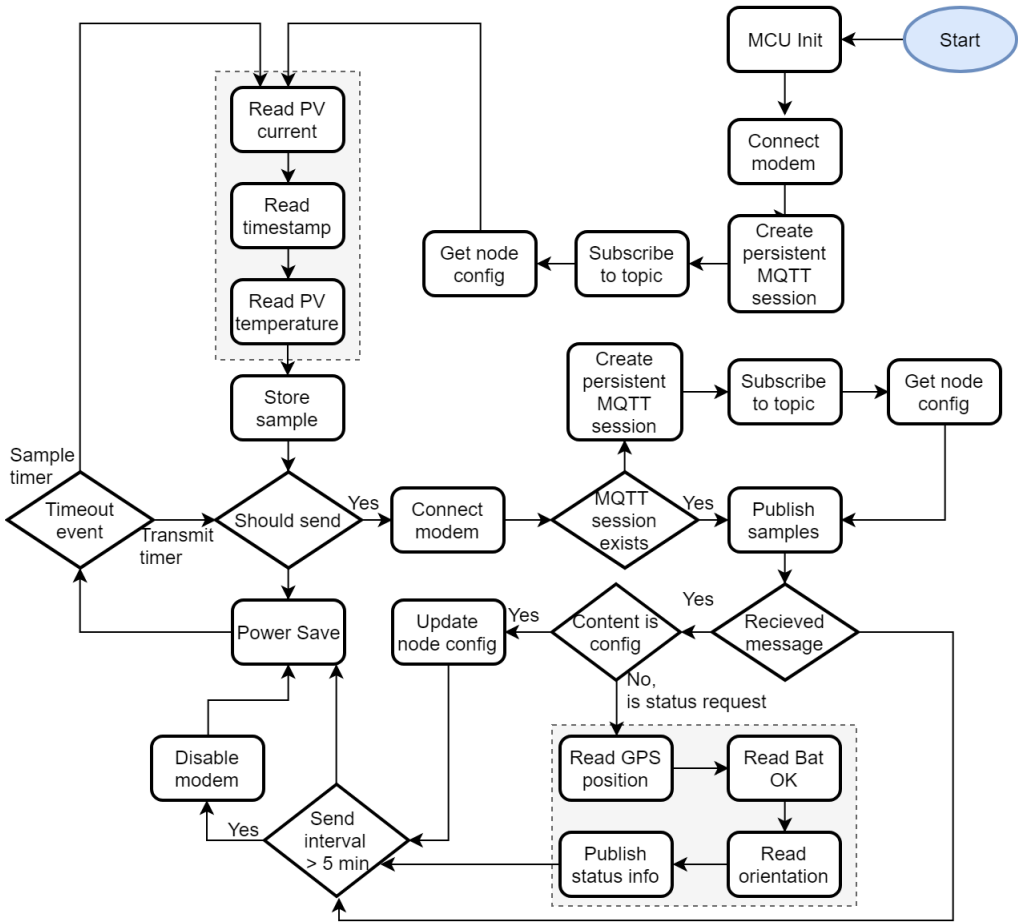 MCU Init
Start
Connect
modem
Create
persistent
MQTT
session
Subscribe
to topic
Get node
config
Read PV
current
Read
timestamp
Read PV
temperature
Store
sample
Sample
timer
Timeout
event
Transmit
timer
Should send
Yes
Connect
modem
MQTT
session
exists
Yes
Create
persistent
MQTT
session
Subscribe
to topic
Get node
config
Publish
samples
Recieved
message
Yes
Content is
config
Yes
Update
node config
No,
is status request
Read GPS
position
Read Bat
OK
Read
orientation
Publish
status info
Send
interval
> 5 min
Yes
Disable
modem
Power Save